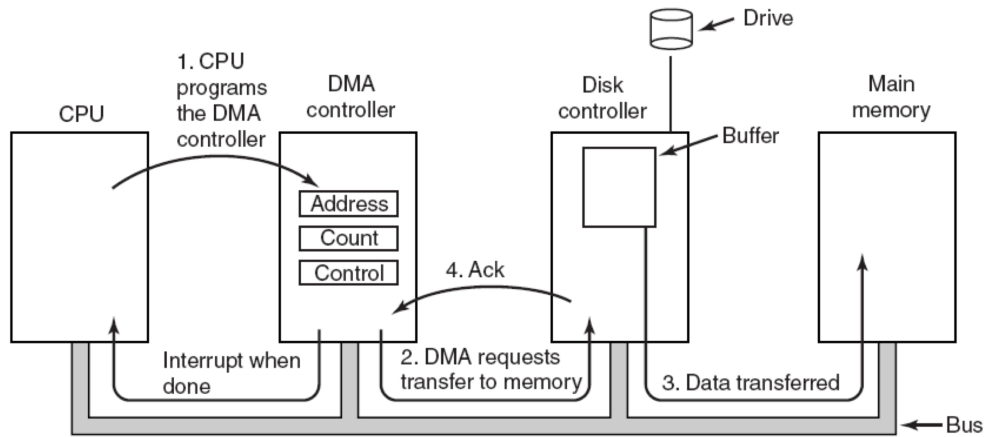 Drive
1. CPU
programs
the DMA
controller
DMA
controller
Disk
controller
Main
memory
CPU
Buffer
Address
Count
Control
4. Ack
Interrupt when
done
2. DMA requests
transfer to memory
3. Data transferred
Bus